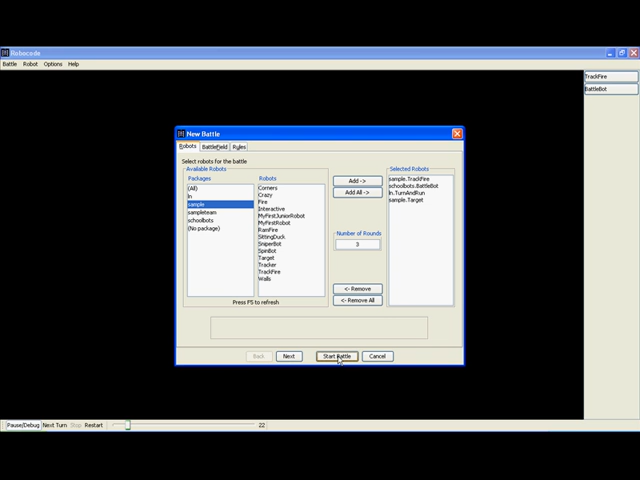 Robocode
Battle Robot Options Help
TrackFire
BattleBot
New Battle
Robots Battlefield Rules
Select robots for the battle
Available Robots
Packages
(All)
ln
sample
sampleteam
schoolbots
(No package)
Robots
Corners
Crazy
Fire
Interactive
MyFirstJuniorRobot
MyFirstRobot
RamFire
SittingDuck
SniperBot
SpinBot
Target
Tracker
TrackFire
Walls
Press F5 to refresh
Add ->
Add All ->
Number of Rounds
3
<- Remove
<- Remove All
Selected Robots
sample.TrackFire
schoolbots.BattleBot
ln.TurnAndRun
sample.Target
Back Next Start Battle Cancel
Pause/Debug Next Turn Stop Restart 22